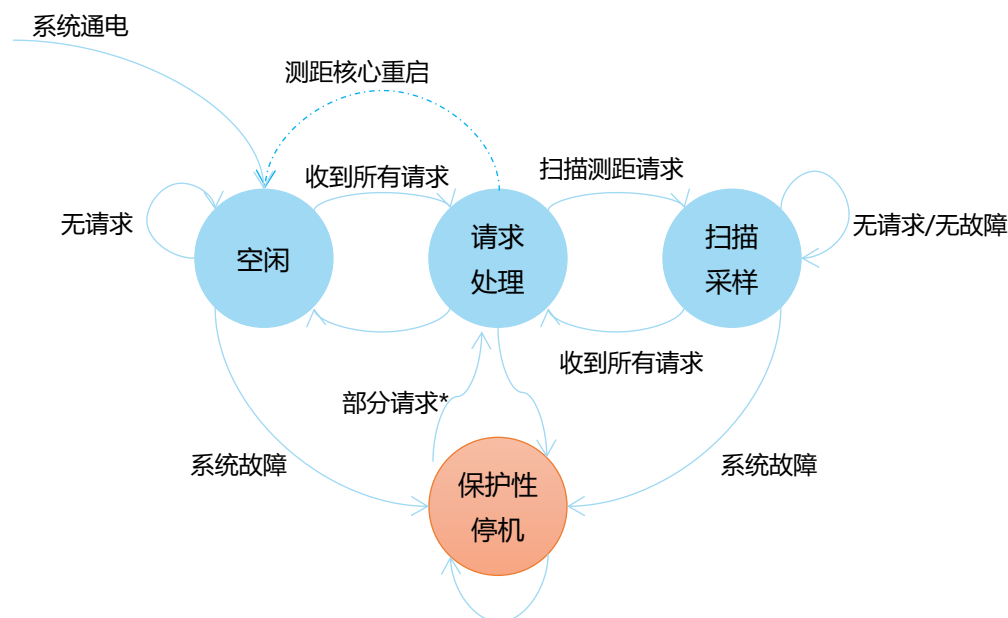 系统通电
测距核心重启
收到所有请求
扫描测距请求
无请求
空闲
请求
处理
扫描
采样
无请求/无故障
收到所有请求
部分请求*
系统故障
系统故障
保护性
停机